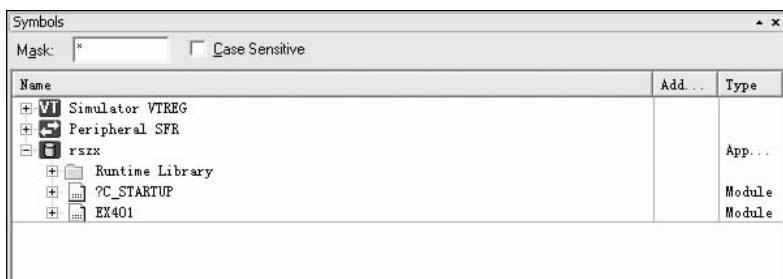 Symbols
Mask: * Case Sensitive
Name Add... Type
VT Simulator VTREG
Peripheral SFR
rszx App...
Runtime Library
?C_STARTUP Module
EX401 Module